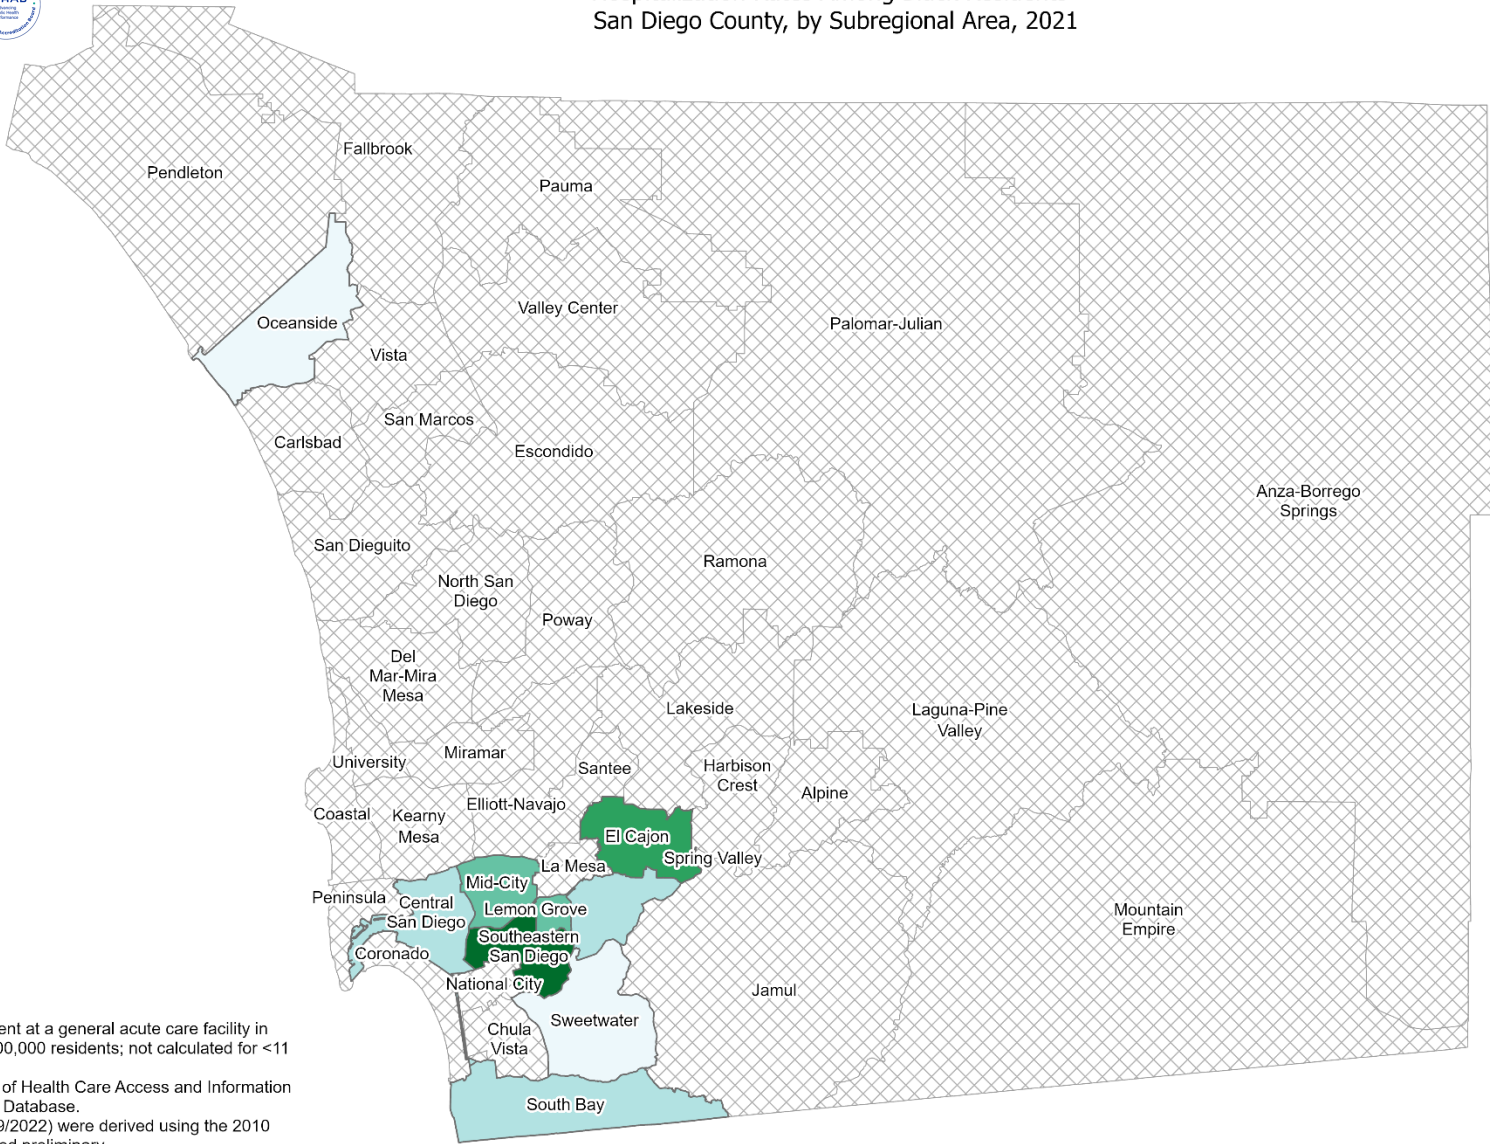 San Diego County, by Subregional Area, 2021
Pendleton
Fallbrook
Pauma
Oceanside
Valley Center
Palomar-Julian
Vista
San Marcos
Carlsbad
Escondido
Anza-Borrego
Springs
San Dieguito
Ramona
North San
Diego
Poway
Del
Mar-Mira
Mesa
Lakeside
Laguna-Pine
Valley
University
Miramar
Santee
Harbison
Crest
Alpine
Coastal
Kearny
Mesa
Elliott-Navajo
El Cajon
Spring Valley
La Mesa
Mid-City
Peninsula
Central
San Diego
Lemon Grove
Southeastern
San Diego
Coronado
National City
Mountain
Empire
Jamul
Sweetwater
Chula
Vista
South Bay
ent at a general acute care facility in
00,000 residents; not calculated for <11
of Health Care Access and Information
Database.
9/2022) were derived using the 2010